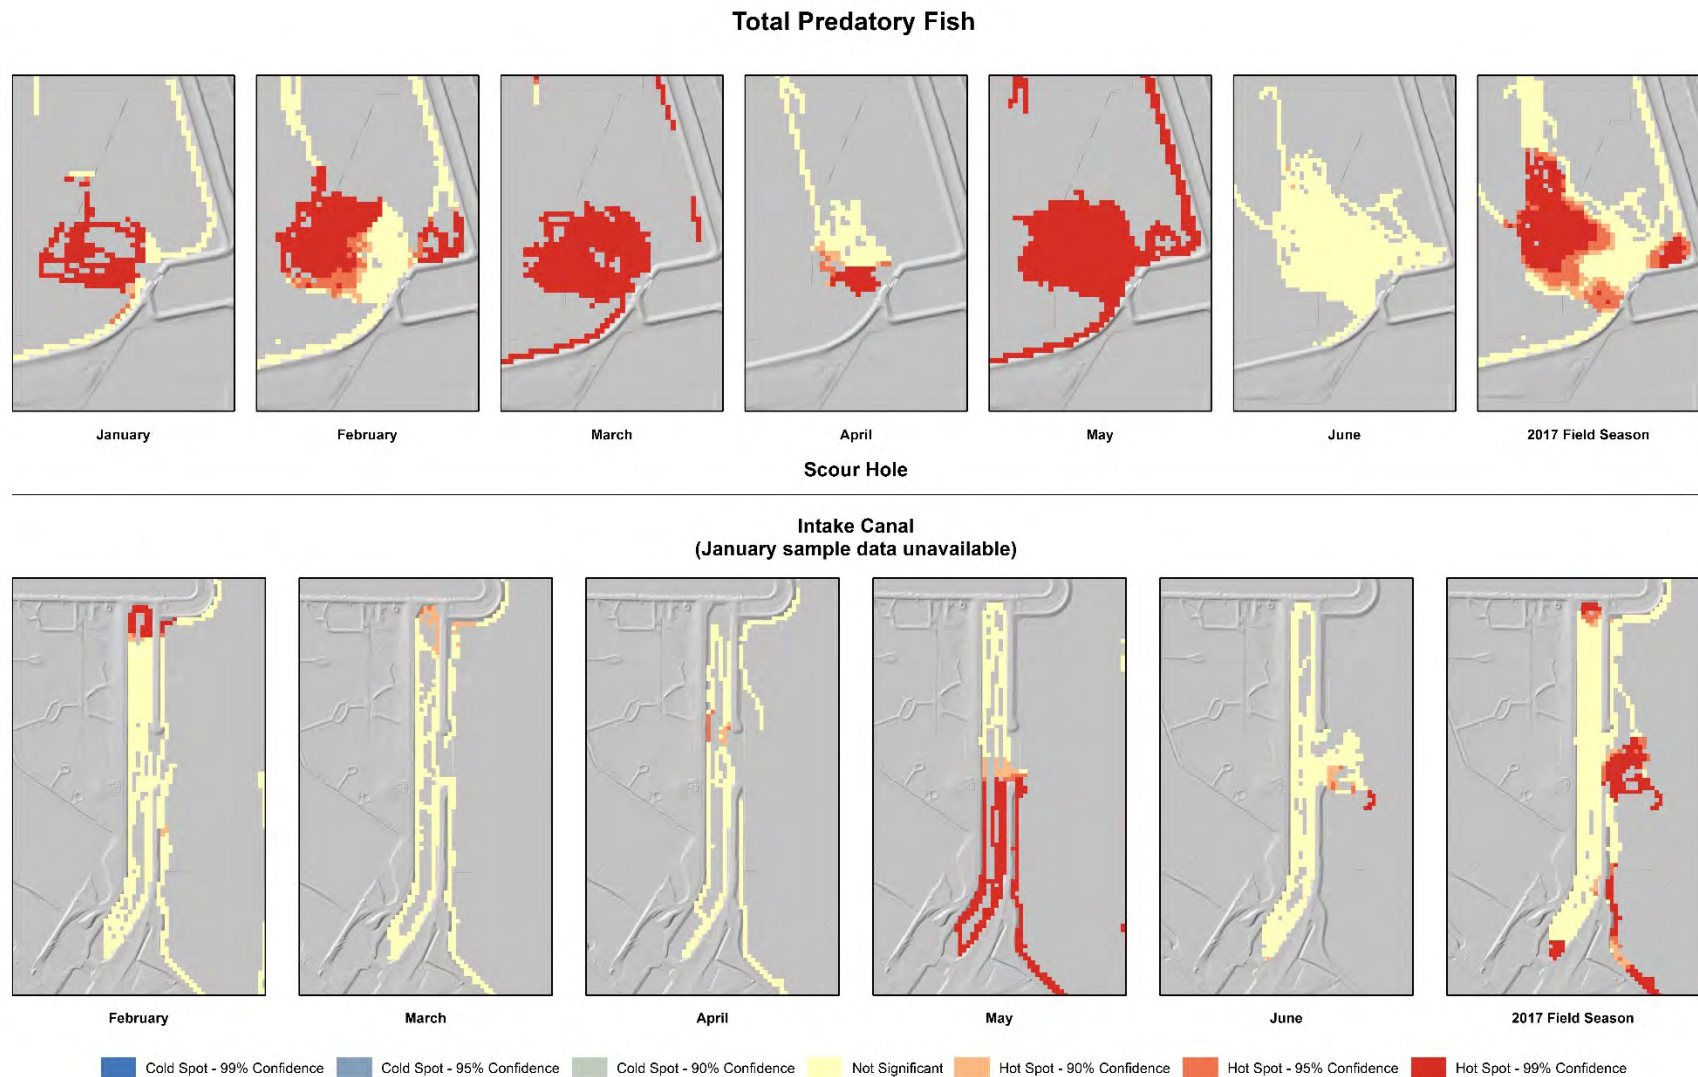 Total Predatory Fish
January
February
March
April
May
June
2017 Field Season
Scour Hole
Intake Canal
(January sample data unavailable)
February
March
April
May
June
2017 Field Season
Cold Spot - 99% Confidence
Cold Spot - 95% Confidence
Cold Spot - 90% Confidence
Not Significant
Hot Spot - 90% Confidence
Hot Spot - 95% Confidence
Hot Spot - 99% Confidence